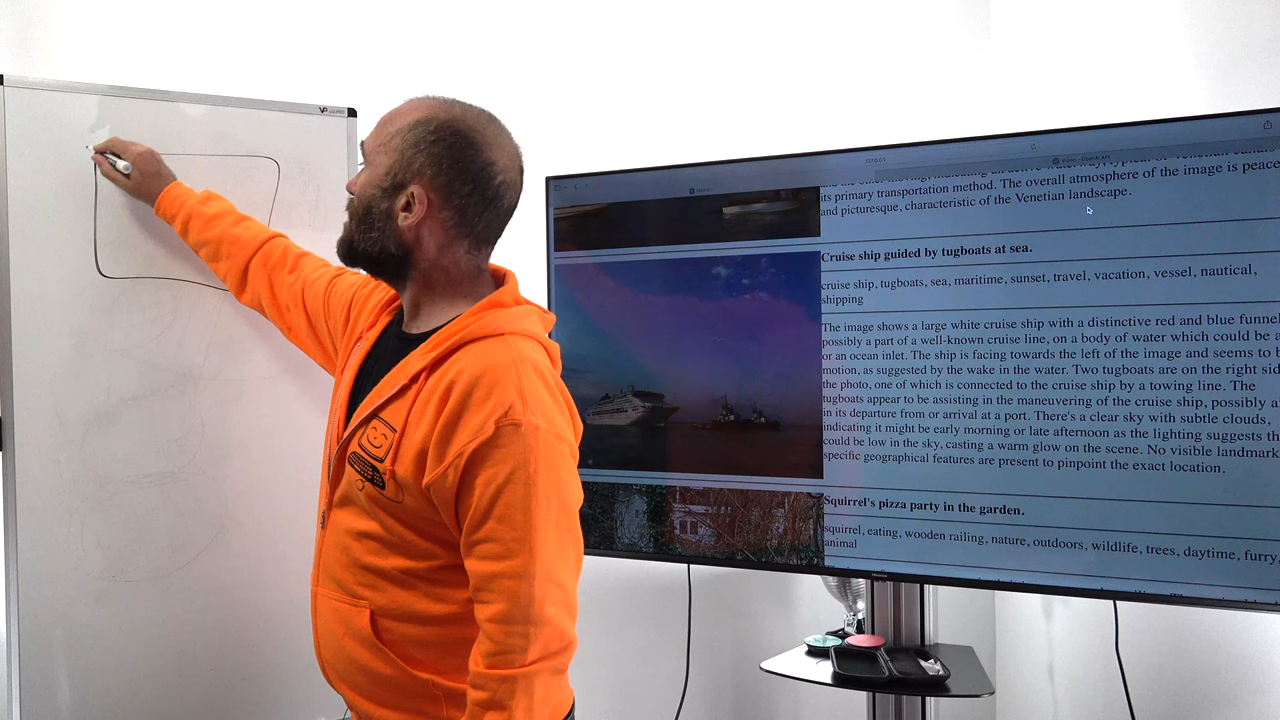 127.0.0.1
Vision - OpenAI API
its primary transportation method. The overall atmosphere of the image is peace
and picturesque, characteristic of the Venetian landscape.
Cruise ship guided by tugboats at sea.
cruise ship, tugboats, sea, maritime, sunset, travel, vacation, vessel, nautical,
shipping
The image shows a large white cruise ship with a distinctive red and blue funnel
possibly a part of a well-known cruise line, on a body of water which could be a
or an ocean inlet. The ship is facing towards the left of the image and seems to b
motion, as suggested by the wake in the water. Two tugboats are on the right sid
the photo, one of which is connected to the cruise ship by a towing line. The
tugboats appear to be assisting in the maneuvering of the cruise ship, possibly a
in its departure from or arrival at a port. There's a clear sky with subtle clouds,
indicating it might be early morning or late afternoon as the lighting suggests th
could be low in the sky, casting a warm glow on the scene. No visible landmark
specific geographical features are present to pinpoint the exact location.
Squirrel's pizza party in the garden.
squirrel, eating, wooden railing, nature, outdoors, wildlife, trees, daytime, furry,
animal
Hisense